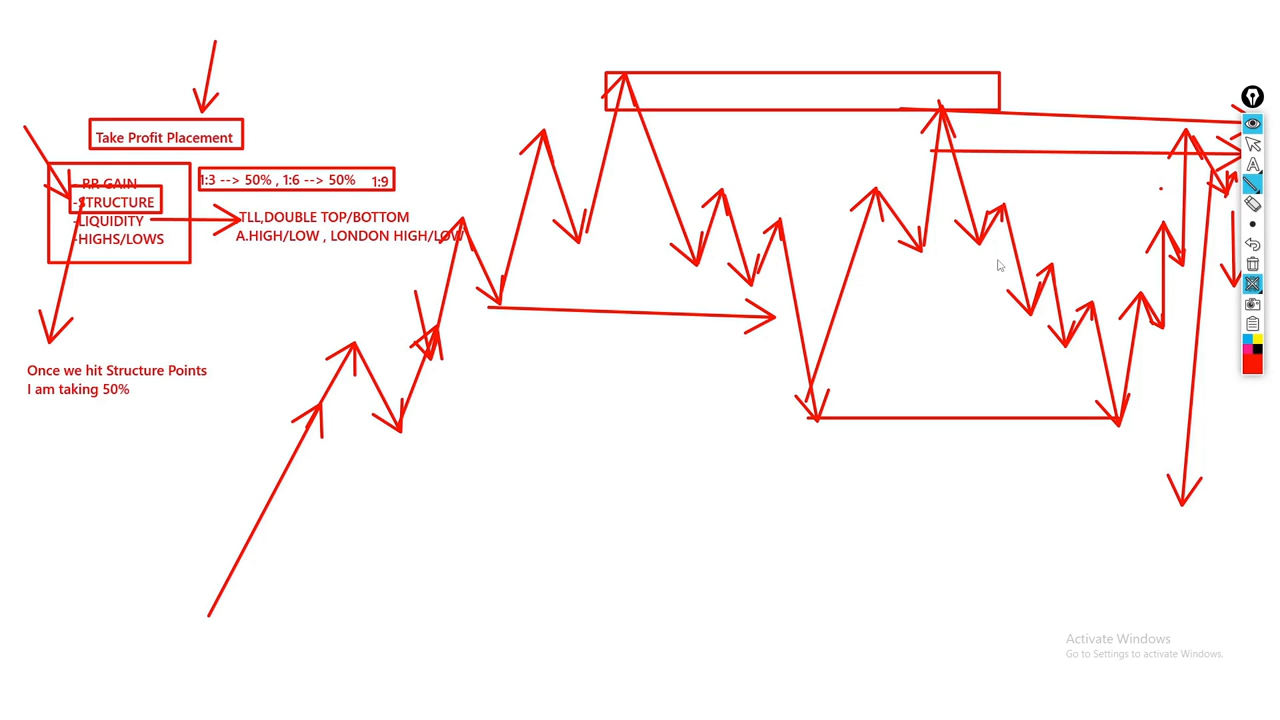 Take Profit Placement
- RR GAIN
-STRUCTURE
-LIQUIDITY
-HIGHS/LOWS
1:3 --> 50% , 1:6 --> 50% 1:9
TLL,DOUBLE TOP/BOTTOM
A.HIGH/LOW , LONDON HIGH/LOW
Once we hit Structure Points
I am taking 50%
A
Activate Windows
Go to Settings to activate Windows.